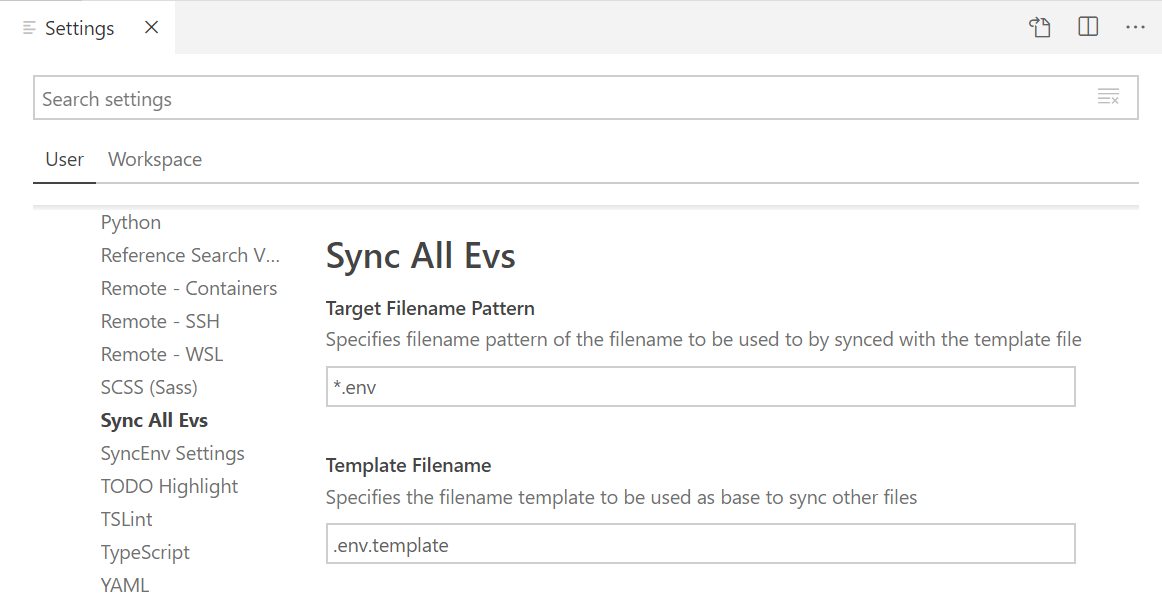 Settings
Search settings
User Workspace
Python
Reference Search V...
Remote - Containers
Remote - SSH
Remote - WSL
SCSS (Sass)
Sync All Evs
SyncEnv Settings
TODO Highlight
TSLint
TypeScript
YAML
Sync All Evs
Target Filename Pattern
Specifies filename pattern of the filename to be used to by synced with the template file
*.env
Template Filename
Specifies the filename template to be used as base to sync other files
.env.template